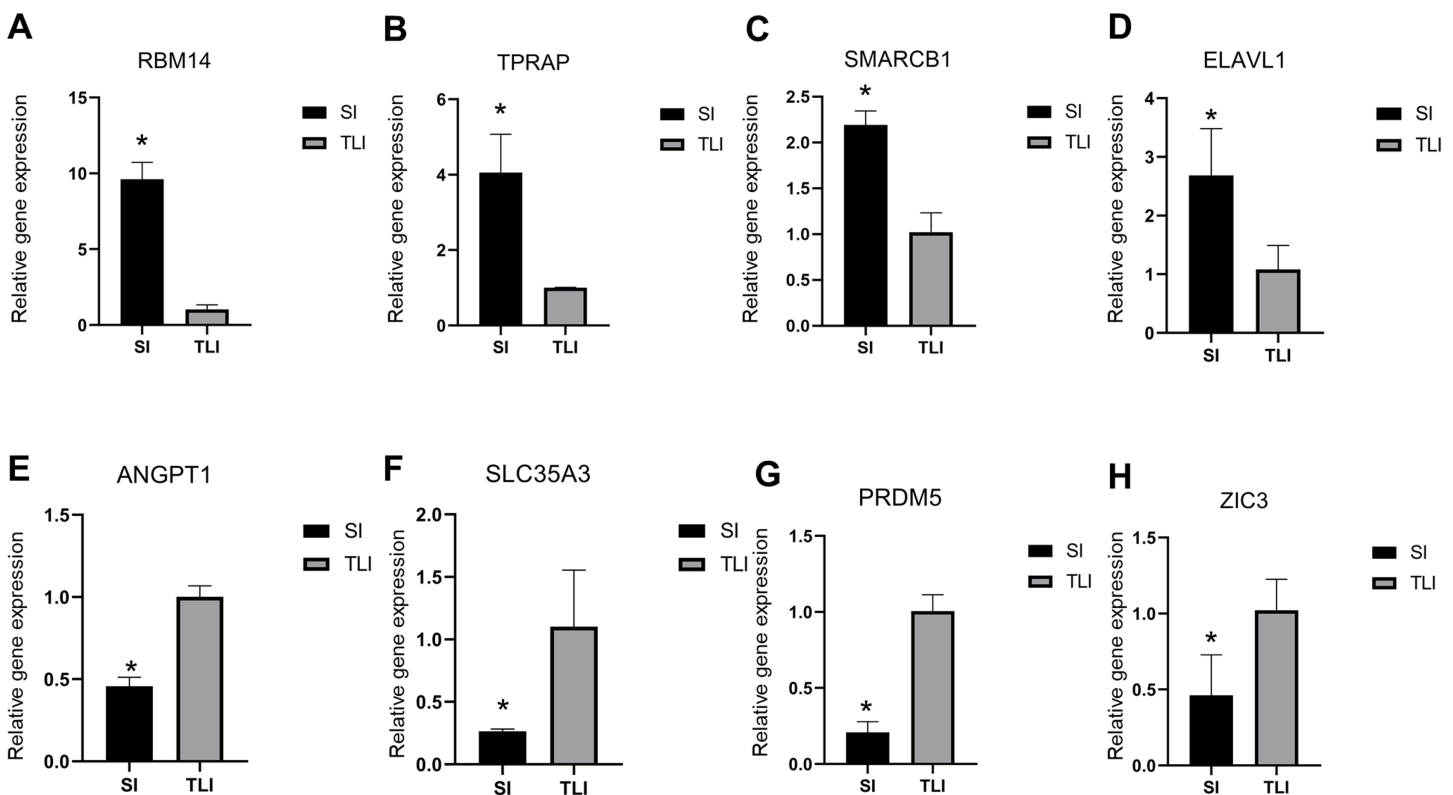 A
RBM14
Relative gene expression
15
10
5
0
SI
TLI
SI
TLI
*
B
TPRAP
Relative gene expression
6
4
2
0
SI
TLI
SI
TLI
*
C
SMARCB1
Relative gene expression
2.5
2.0
1.5
1.0
0.5
0.0
SI
TLI
SI
TLI
*
D
ELAVL1
Relative gene expression
4
3
2
1
0
SI
TLI
SI
TLI
*
E
ANGPT1
Relative gene expression
1.5
1.0
0.5
0.0
SI
TLI
SI
TLI
*
F
SLC35A3
Relative gene expression
2.0
1.5
1.0
0.5
0.0
SI
TLI
SI
TLI
*
G
PRDM5
Relative gene expression
1.5
1.0
0.5
0.0
SI
TLI
SI
TLI
*
H
ZIC3
Relative gene expression
1.5
1.0
0.5
0.0
SI
TLI
SI
TLI
*